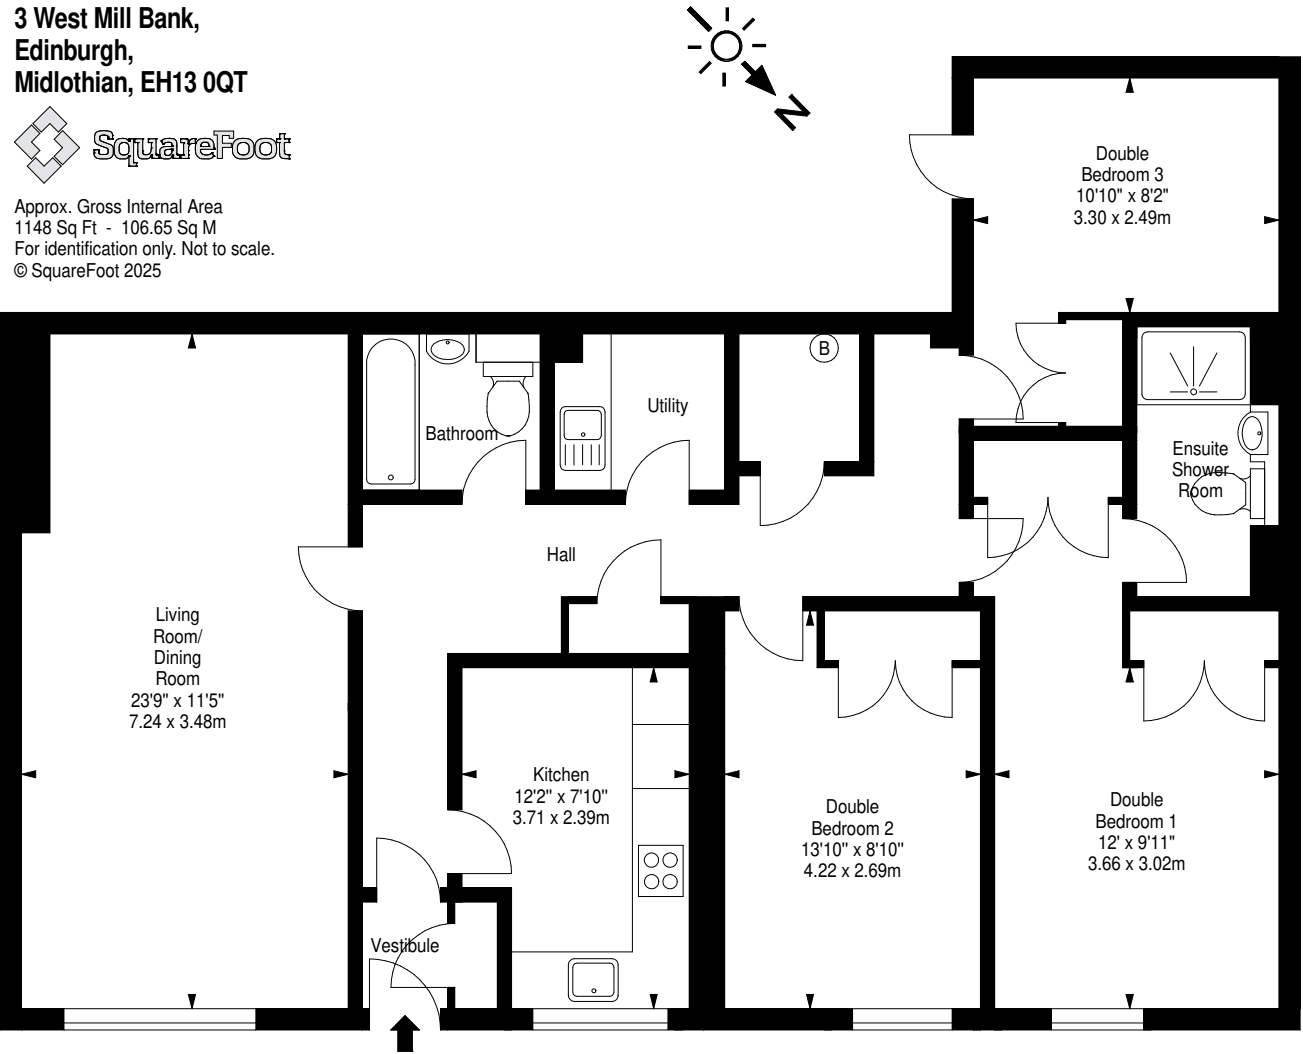 3 West Mill Bank,
Edinburgh,
Midlothian, EH13 0QT
SquareFoot
Approx. Gross Internal Area
1148 Sq Ft - 106.65 Sq M
For identification only. Not to scale.
© SquareFoot 2025
N
Double
Bedroom 3
10'10" x 8'2"
3.30 x 2.49m
B
Utility
Bathroom
Ensuite
Shower
Room
Hall
Living
Room/
Dining
Room
23'9" x 11'5"
7.24 x 3.48m
Kitchen
12'2" x 7'10"
3.71 x 2.39m
Double
Bedroom 2
13'10" x 8'10"
4.22 x 2.69m
Double
Bedroom 1
12' x 9'11"
3.66 x 3.02m
Vestibule